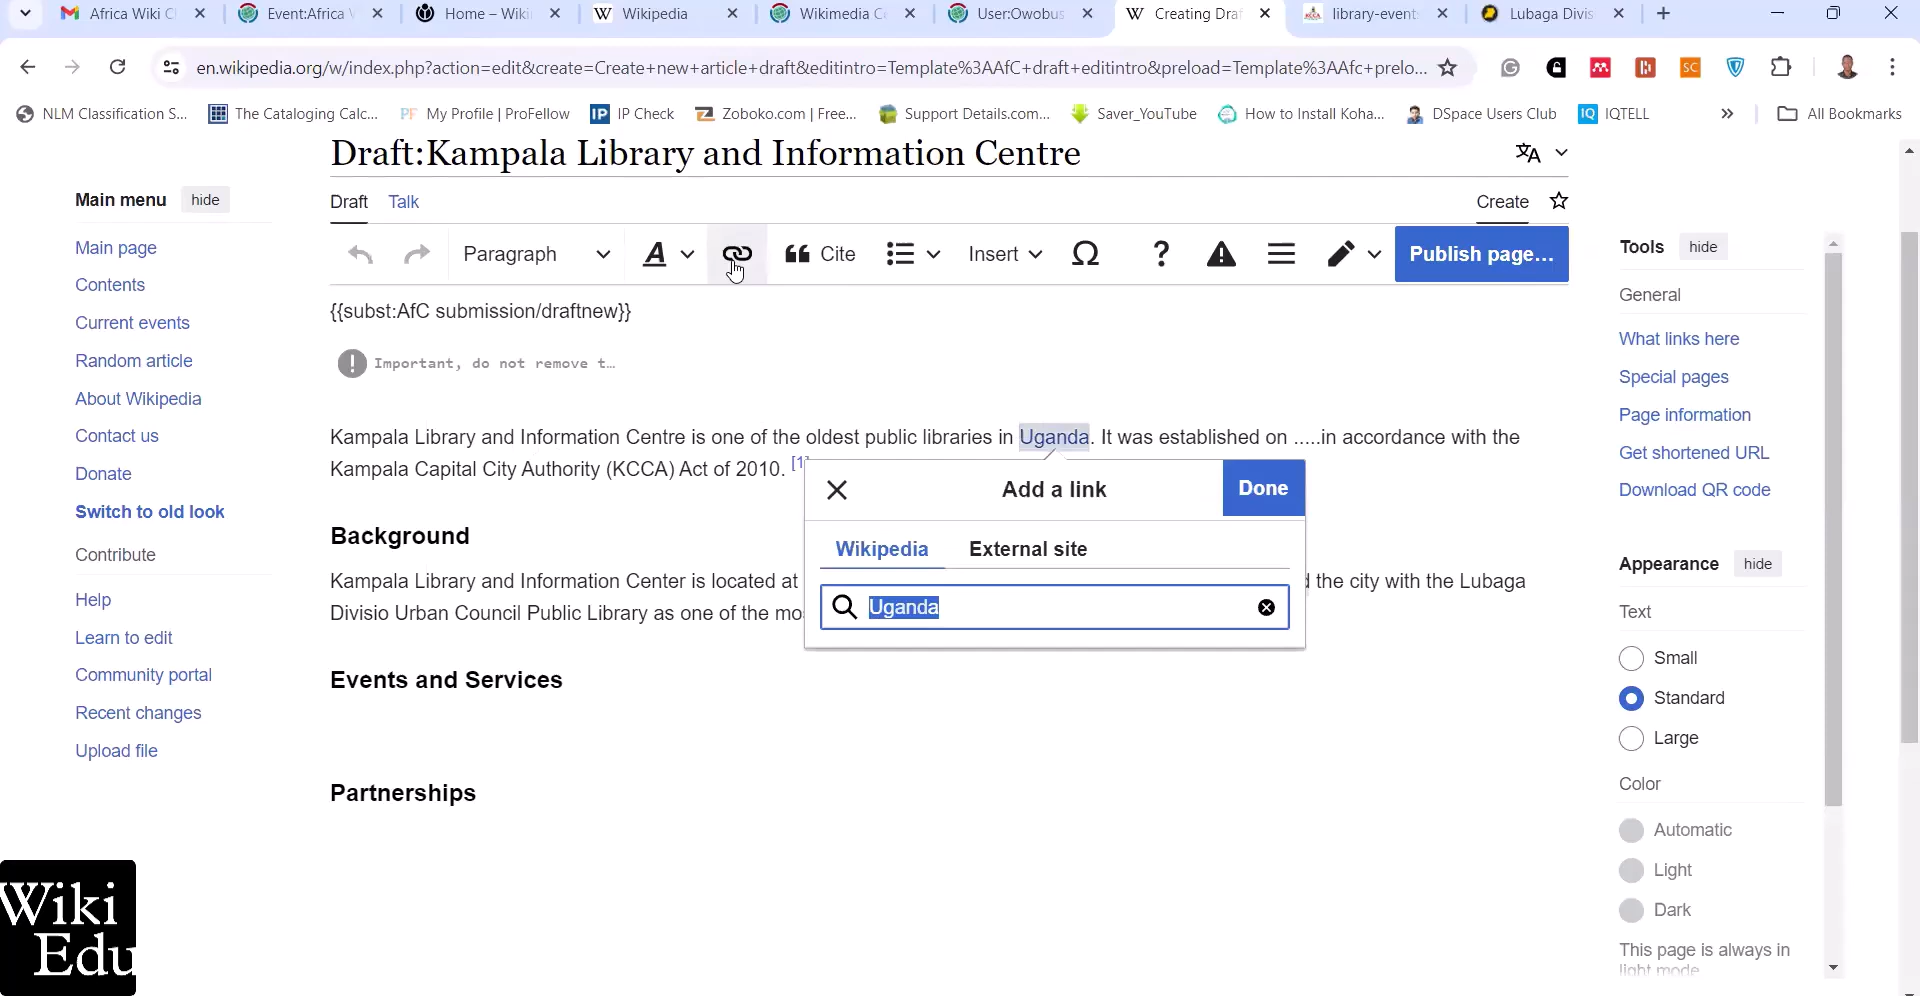 Africa Wiki C
Event:Africa
Home – Wiki
Wikipedia
Wikimedia C
User:Owobus
Creating Dra
library-event
Lubaga Divis
en.wikipedia.org/w/index.php?action=edit&create=Create+new+article+draft&editintro=Template%3AAfC+draft+editintro&preload=Template%3AAfc+prelo...
NLM Classification S...
The Cataloging Calc...
PF My Profile | ProFellow
IP IP Check
Zoboko.com | Free...
Support Details.com...
Saver_YouTube
How to Install Koha...
DSpace Users Club
IQ IQTELL
All Bookmarks
Draft:Kampala Library and Information Centre
Main menu hide
Draft Talk
Create
Paragraph
A
Cite
Insert
Ω
?
Publish page...
Main page
Contents
Current events
Random article
About Wikipedia
Contact us
Donate
Switch to old look
Contribute
Help
Learn to edit
Community portal
Recent changes
Upload file
{{subst:AfC submission/draftnew}}
Important, do not remove t…
Kampala Library and Information Centre is one of the oldest public libraries in Uganda. It was established on .....in accordance with the
Kampala Capital City Authority (KCCA) Act of 2010. [1]
Background
Kampala Library and Information Center is located at
the city with the Lubaga
Divisio Urban Council Public Library as one of the mos
Events and Services
Partnerships
Add a link
Done
Wikipedia
External site
Uganda
Tools hide
General
What links here
Special pages
Page information
Get shortened URL
Download QR code
Appearance hide
Text
Small
Standard
Large
Color
Automatic
Light
Dark
This page is always in
light mode
Wiki
Edu